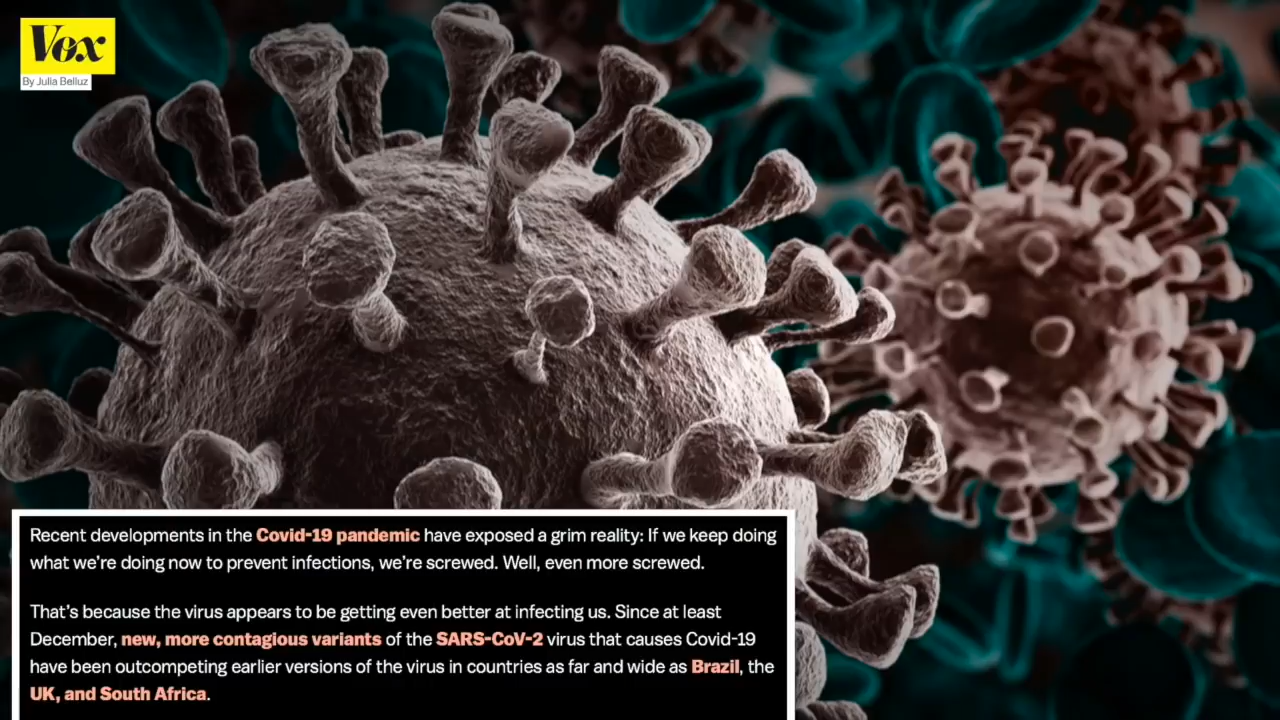 Vox
By Julia Belluz
Recent developments in the Covid-19 pandemic have exposed a grim reality: If we keep doing
what we're doing now to prevent infections, we're screwed. Well, even more screwed.
That's because the virus appears to be getting even better at infecting us. Since at least
December, new, more contagious variants of the SARS-CoV-2 virus that causes Covid-19
have been outcompeting earlier versions of the virus in countries as far and wide as Brazil, the
UK, and South Africa.